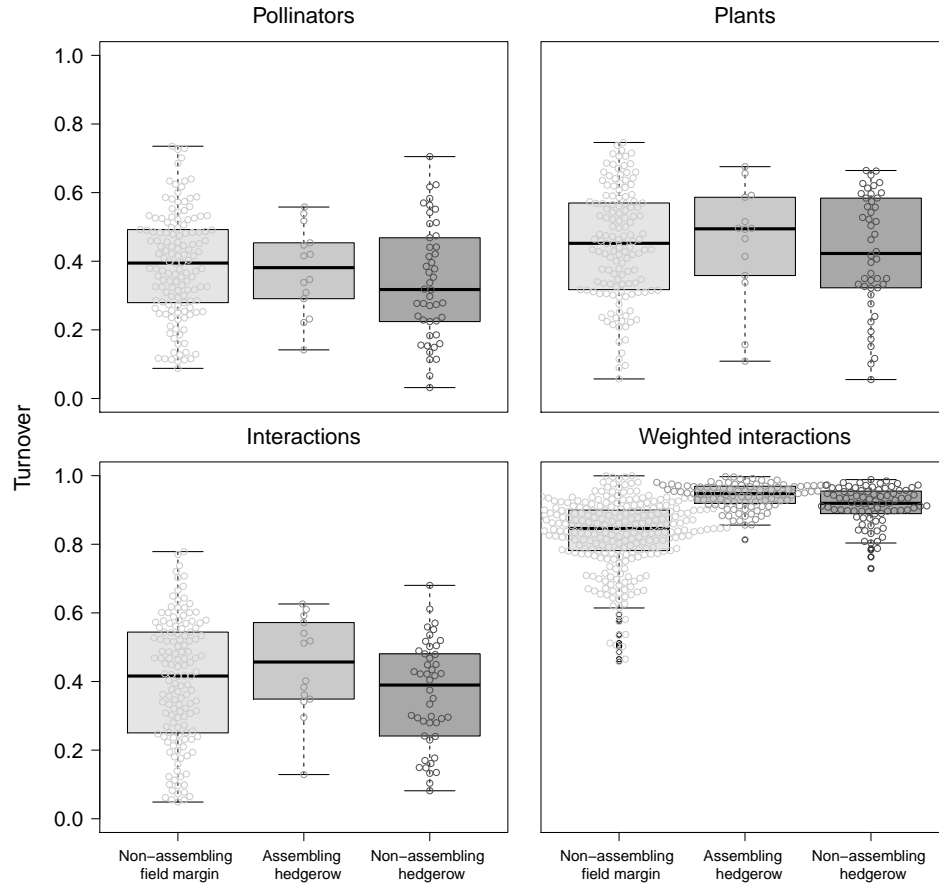 Pollinators
Plants
1.0
0.8
0.6
0.4
0.2
0.0
Turnover
Interactions
Weighted interactions
1.0
0.8
0.6
0.4
0.2
0.0
Non−assembling
field margin
Assembling
hedgerow
Non−assembling
hedgerow
Non−assembling
field margin
Assembling
hedgerow
Non−assembling
hedgerow